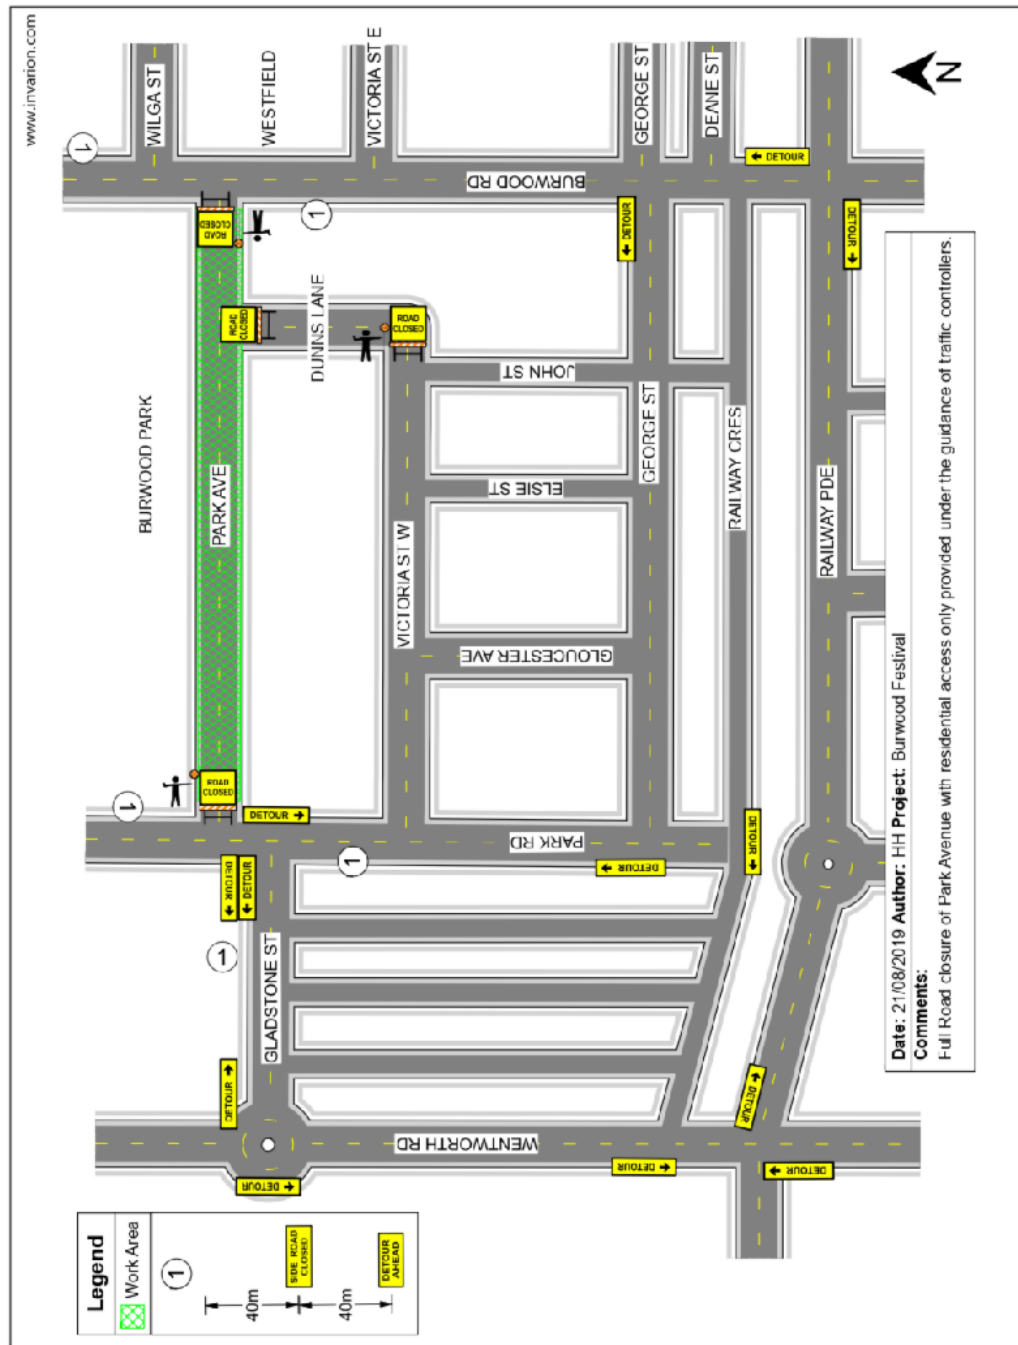 www.invarion.com
WILGA ST
WESTFIELD
VICTORIA ST E
GEORGE ST
DEANE ST
N
1
BURWOOD RD
DETOUR
DETOUR
DETOUR
ROAD
CLOSED
1
BURWOOD PARK
PARK AVE
ROAD
CLOSED
DUNNS LANE
ROAD
CLOSED
JOHN ST
ELSIE ST
GEORGE ST
RAILWAY CRES
RAILWAY PDE
VICTORIA ST W
GLOUCESTER AVE
ROAD
CLOSED
1
DETOUR
PARK RD
DETOUR
DETOUR
DETOUR
DETOUR
1
1
GLADSTONE ST
DETOUR
DETOUR
WENTWORTH RD
DETOUR
DETOUR
DETOUR
Legend
Work Area
1
SIDE ROAD
CLOSED
DETOUR
AHEAD
40m
40m
Date: 21/08/2019 Author: HH Project: Burwood Festival
Comments:
Full Road closure of Park Avenue with residential access only provided under the guidance of traffic controllers.